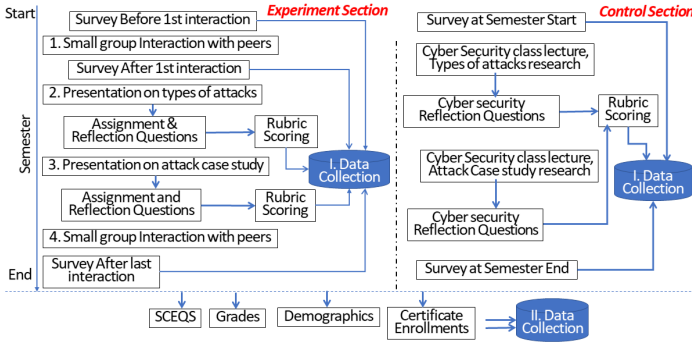 Start
Survey Before 1st interaction
Experiment Section
1. Small group Interaction with peers
Survey After 1st interaction
2. Presentation on types of attacks
Assignment &
Reflection Questions
Rubric
Scoring
Semester
3. Presentation on attack case study
I. Data
Collection
Assignment and
Reflection Questions
Rubric
Scoring
4. Small group Interaction with peers
End
Survey After last
interaction
Survey at Semester Start
Control Section
Cyber Security class lecture,
Types of attacks research
Cyber security
Reflection Questions
Rubric
Scoring
Cyber Security class lecture,
Attack Case study research
I. Data
Collection
Cyber security
Reflection Questions
Survey at Semester End
SCEQS
Grades
Demographics
Certificate
Enrollments
II. Data
Collection